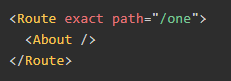 <Route exact path="/one">
  <About />
</Route>